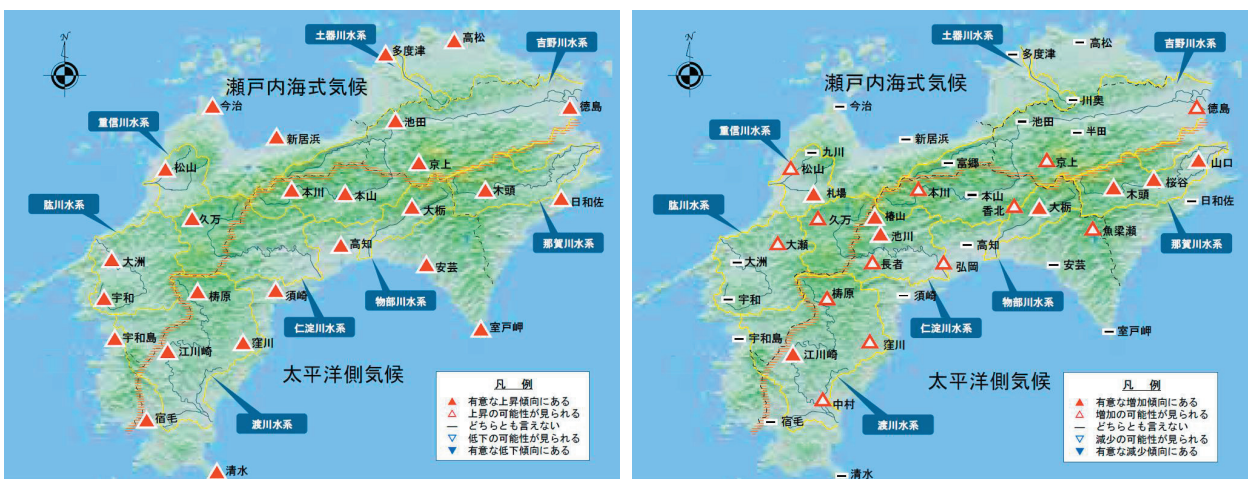 N
土器川水系
高松
多度津
吉野川水系
瀬戸内海式気候
今治
徳島
重信川水系
新居浜
池田
松山
京上
本川
本山
木頭
肱川水系
久万
大栃
日和佐
高知
那賀川水系
大洲
安芸
宇和
梼原
須崎
物部川水系
仁淀川水系
宇和島
江川崎
窪川
室戸岬
太平洋側気候
宿毛
渡川水系
清水
凡 例
有意な上昇傾向にある
上昇の可能性が見られる
どちらとも言えない
低下の可能性が見られる
有意な低下傾向にある
N
土器川水系
高松
多度津
吉野川水系
瀬戸内海式気候
今治
川奥
徳島
重信川水系
新居浜
池田
半田
九川
松山
富郷
京上
山口
札場
本川
本山
木頭
桜谷
肱川水系
久万
椿山
香北
大栃
日和佐
大瀬
池川
高知
魚梁瀬
那賀川水系
大洲
長者
弘岡
安芸
宇和
梼原
須崎
物部川水系
仁淀川水系
宇和島
江川崎
窪川
室戸岬
太平洋側気候
中村
宿毛
渡川水系
清水
凡 例
有意な増加傾向にある
増加の可能性が見られる
どちらとも言えない
減少の可能性が見られる
有意な減少傾向にある